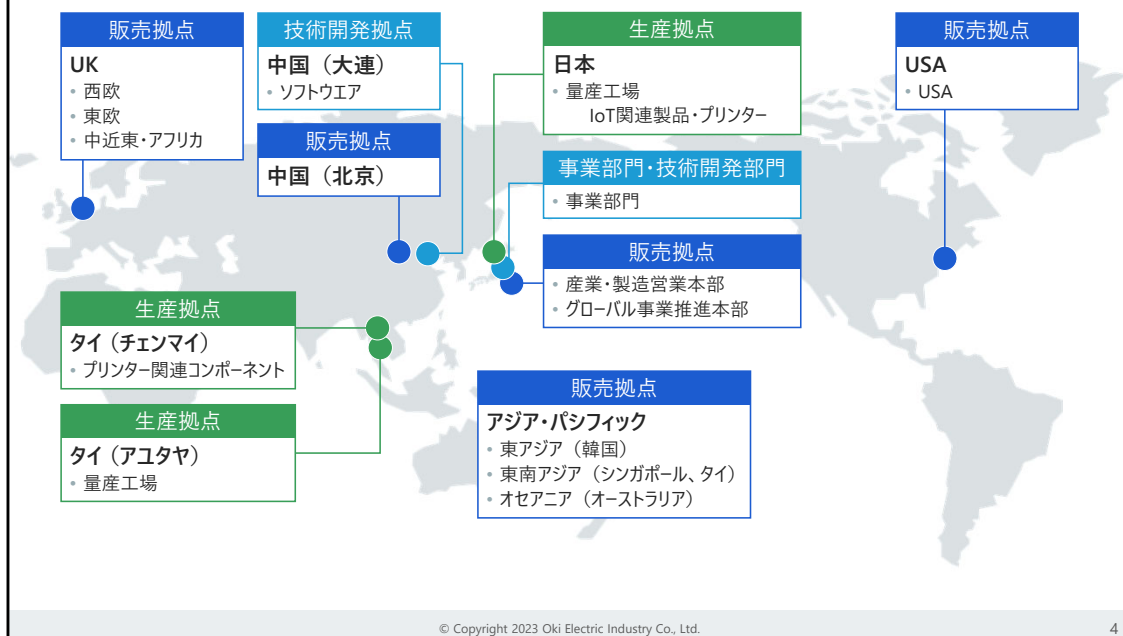 販売拠点
UK
• 西欧
• 東欧
• 中近東・アフリカ
技術開発拠点
中国（大連）
• ソフトウエア
販売拠点
中国（北京）
生産拠点
日本
• 量産工場
IoT関連製品・プリンター
事業部門・技術開発部門
• 事業部門
販売拠点
• 産業・製造営業本部
• グローバル事業推進本部
販売拠点
USA
• USA
生産拠点
タイ（チェンマイ）
• プリンター関連コンポーネント
生産拠点
タイ（アユタヤ）
• 量産工場
販売拠点
アジア・パシフィック
• 東アジア（韓国）
• 東南アジア（シンガポール、タイ）
• オセアニア（オーストラリア）
© Copyright 2023 Oki Electric Industry Co., Ltd.
4